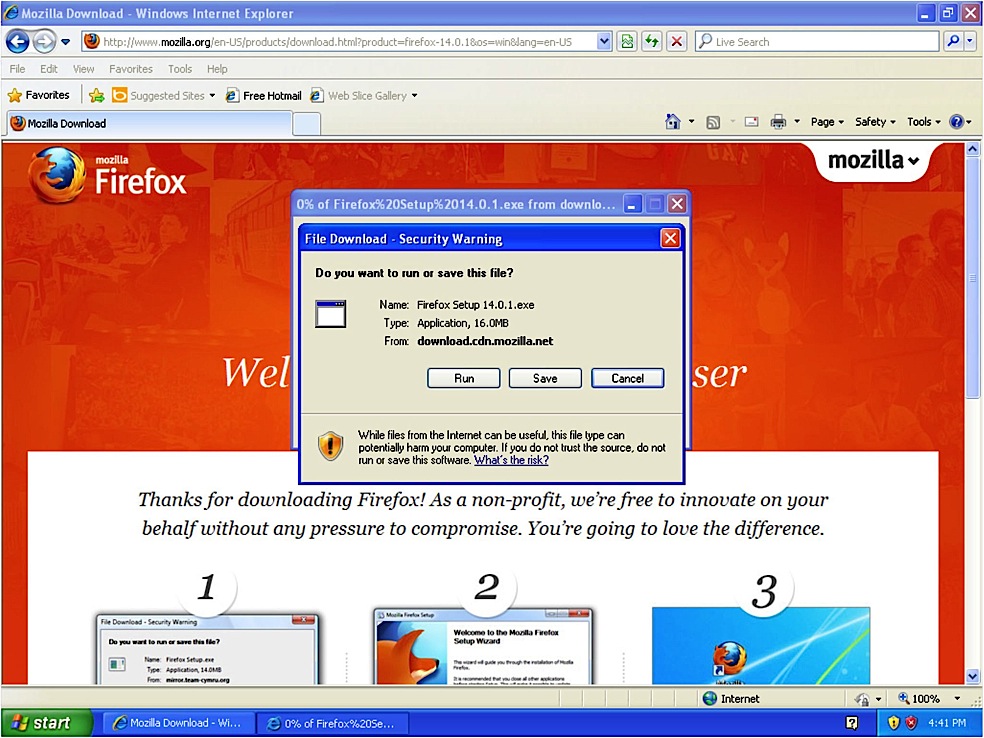 Mozilla Download - Windows Internet Explorer
http://www.mozilla.org/en-US/products/download.html?product=firefox-14.0.1&os=win&lang=en-US
Live Search
File Edit View Favorites Tools Help
Favorites Suggested Sites Free Hotmail Web Slice Gallery
Mozilla Download
Page Safety Tools
mozilla
Firefox
mozilla
0% of Firefox%20Setup%2014.0.1.exe from downlo...
File Download - Security Warning
Do you want to run or save this file?
Name: Firefox Setup 14.0.1.exe
Type: Application, 16.0MB
From: download.cdn.mozilla.net
Run Save Cancel
Wel ser
While files from the Internet can be useful, this file type can
potentially harm your computer. If you do not trust the source, do not
run or save this software. What's the risk?
Thanks for downloading Firefox! As a non-profit, we're free to innovate on your
behalf without any pressure to compromise. You're going to love the difference.
1 2 3
File Download - Security Warning
Do you want to run or save this file?
Name: Firefox Setup.exe
Type: Application, 14.0MB
From: mirror.team-cymru.org
Mozilla Firefox Setup
Welcome to the Mozilla Firefox
Setup Wizard
This wizard will guide you through the installation of Mozilla
Firefox.
It is recommended that you close all other applications
Internet 100%
start Mozilla Download - Wi... 0% of Firefox%20Se... 4:41 PM